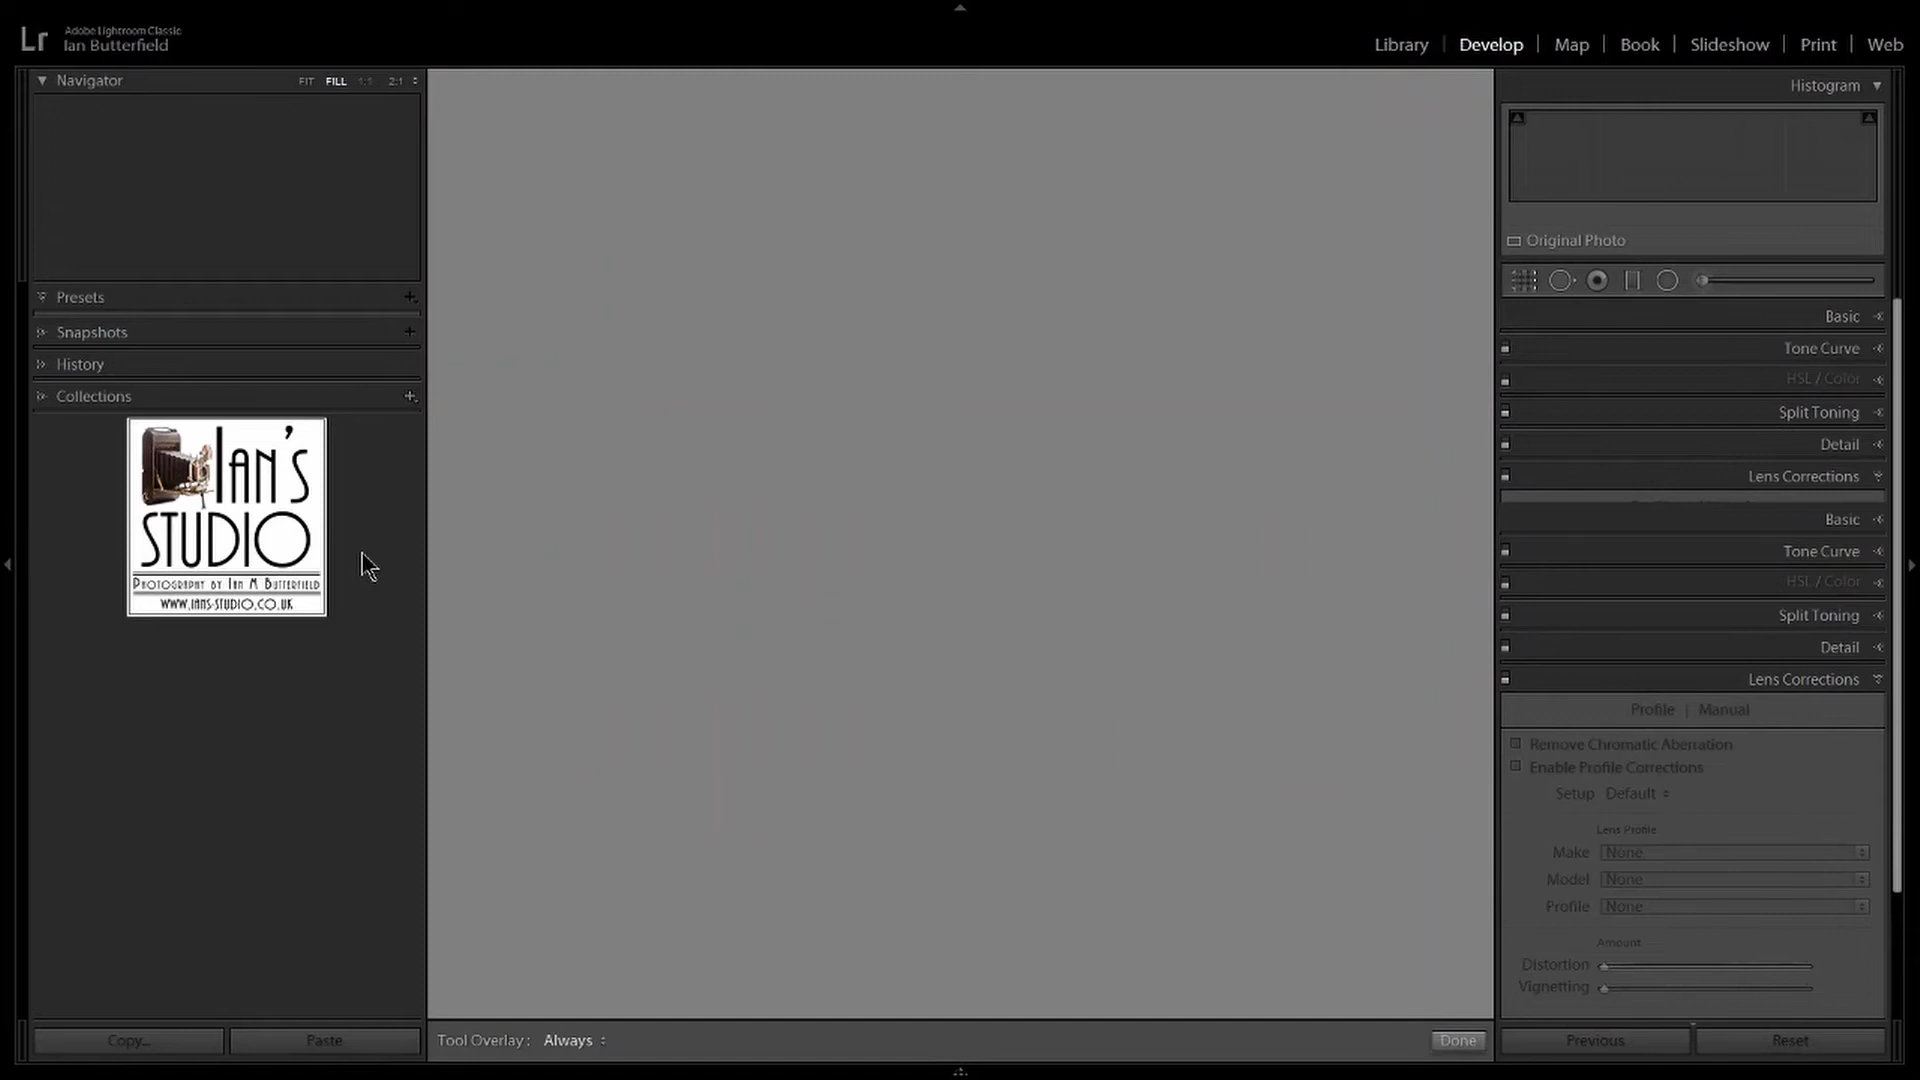 Lr
Adobe Lightroom Classic
Ian Butterfield
Library | Develop | Map | Book | Slideshow | Print | Web
Navigator
FIT FILL 1:1 2:1
Histogram
Original Photo
Presets
Snapshots
History
Collections
IAN'S
STUDIO
PHOTOGRAPHY BY IAN M BUTTERFIELD
WWW.IANS-STUDIO.CO.UK
Basic
Tone Curve
HSL / Color
Split Toning
Detail
Lens Corrections
Basic
Tone Curve
HSL / Color
Split Toning
Detail
Lens Corrections
Profile | Manual
Remove Chromatic Aberration
Enable Profile Corrections
Setup Default
Lens Profile
Make None
Model None
Profile None
Amount
Distortion
Vignetting
Copy...
Paste
Tool Overlay : Always
Done
Previous
Reset